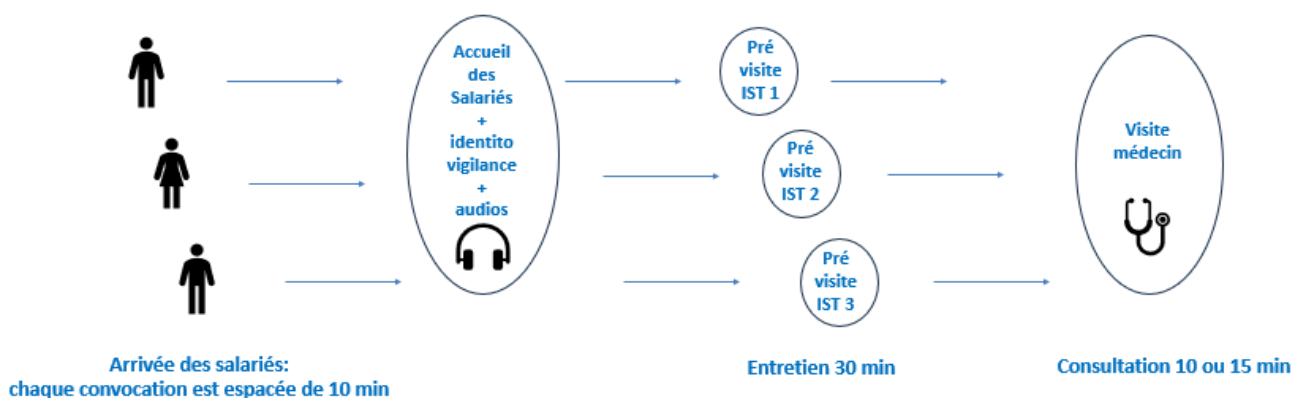 Accueil
des
Salariés
+
identito
vigilance
+
audios
Pré
visite
IST 1
Pré
visite
IST 2
Pré
visite
IST 3
Visite
médecin
Arrivée des salariés:
chaque convocation est espacée de 10 min
Entretien 30 min
Consultation 10 ou 15 min